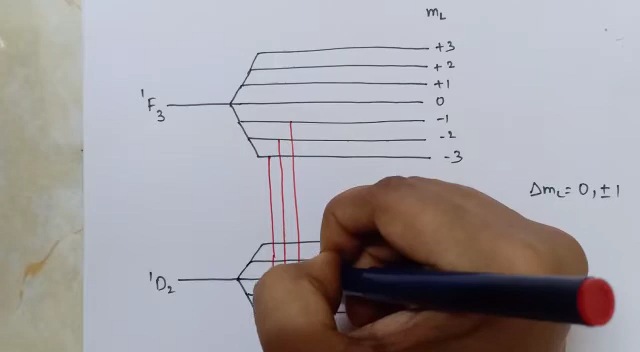 mL
+3
+2
+1
¹F₃ 0
-1
-2
-3
ΔmL = 0, ±1
¹D₂